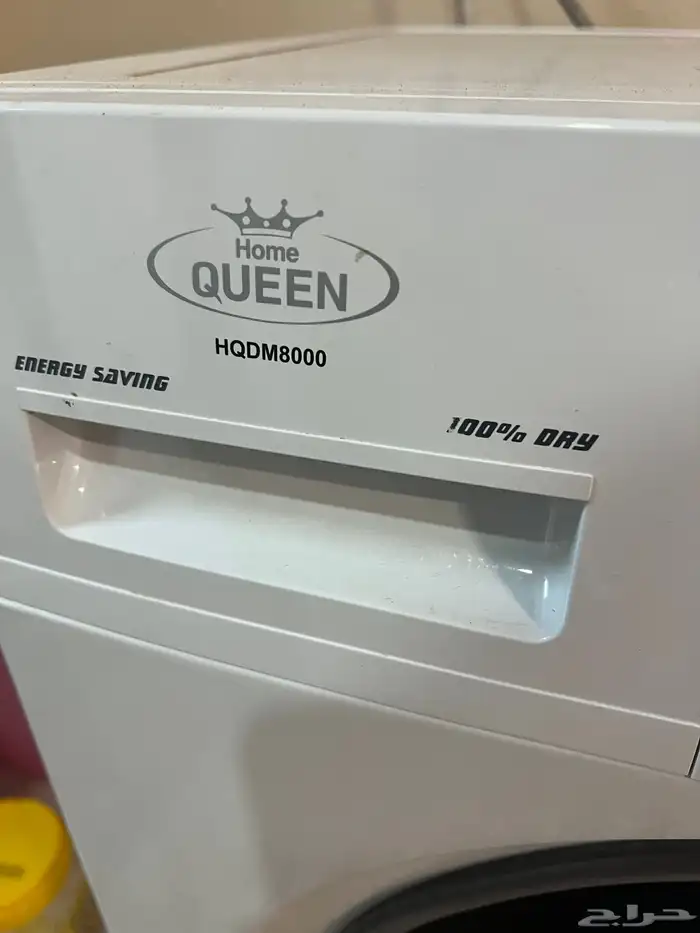 Home
QUEEN
HQDM8000
ENERGY SAVING
100% DRY
حراج